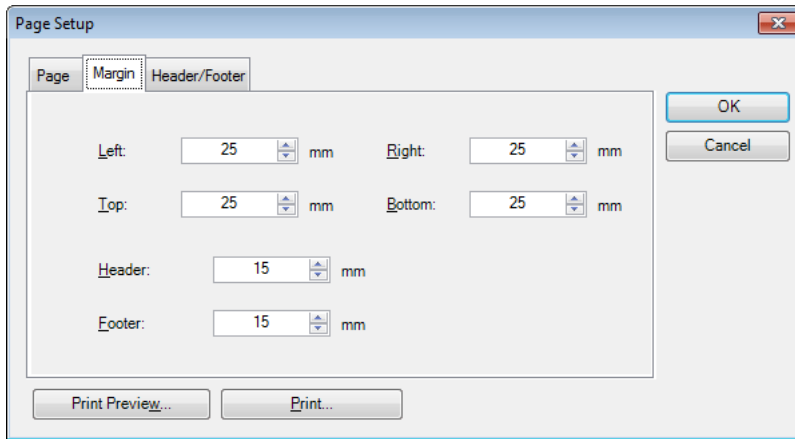 Page Setup
Page Margin Header/Footer
OK
Cancel
Left: 25 mm Right: 25 mm
Top: 25 mm Bottom: 25 mm
Header: 15 mm
Footer: 15 mm
Print Preview... Print...